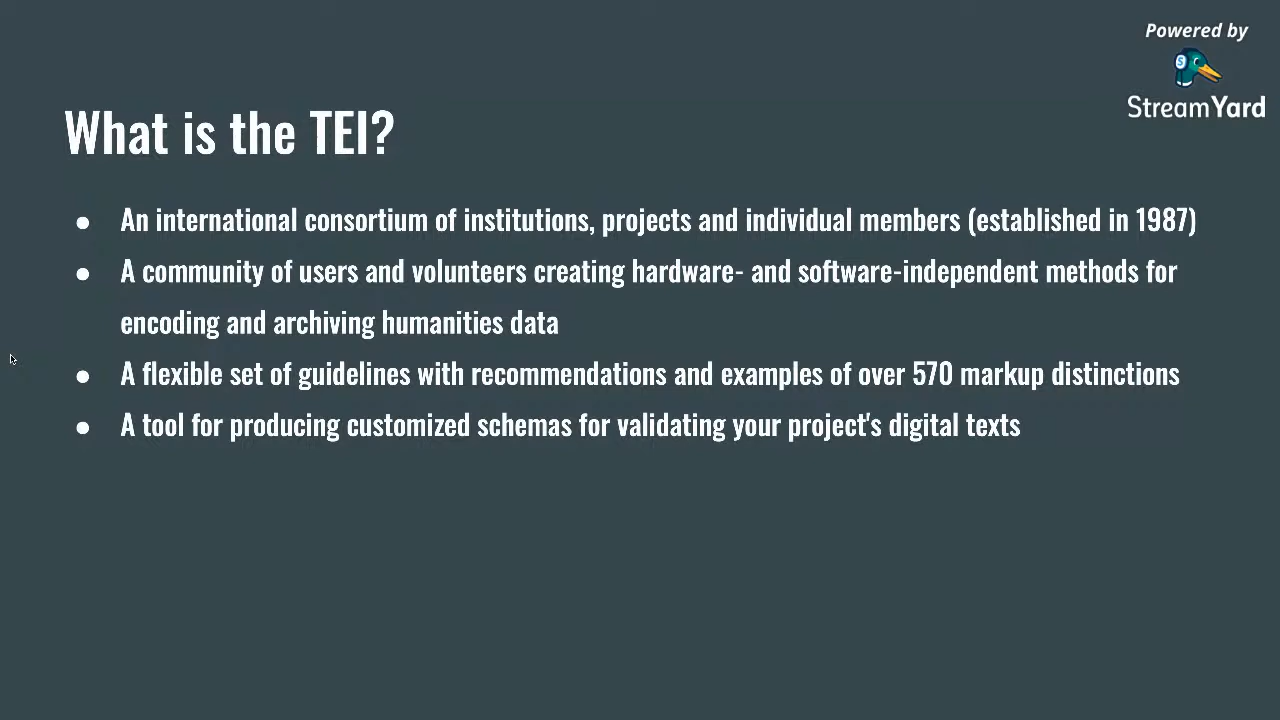 Powered by
StreamYard
What is the TEI?
● An international consortium of institutions, projects and individual members (established in 1987)
● A community of users and volunteers creating hardware- and software-independent methods for
encoding and archiving humanities data
● A flexible set of guidelines with recommendations and examples of over 570 markup distinctions
● A tool for producing customized schemas for validating your project's digital texts